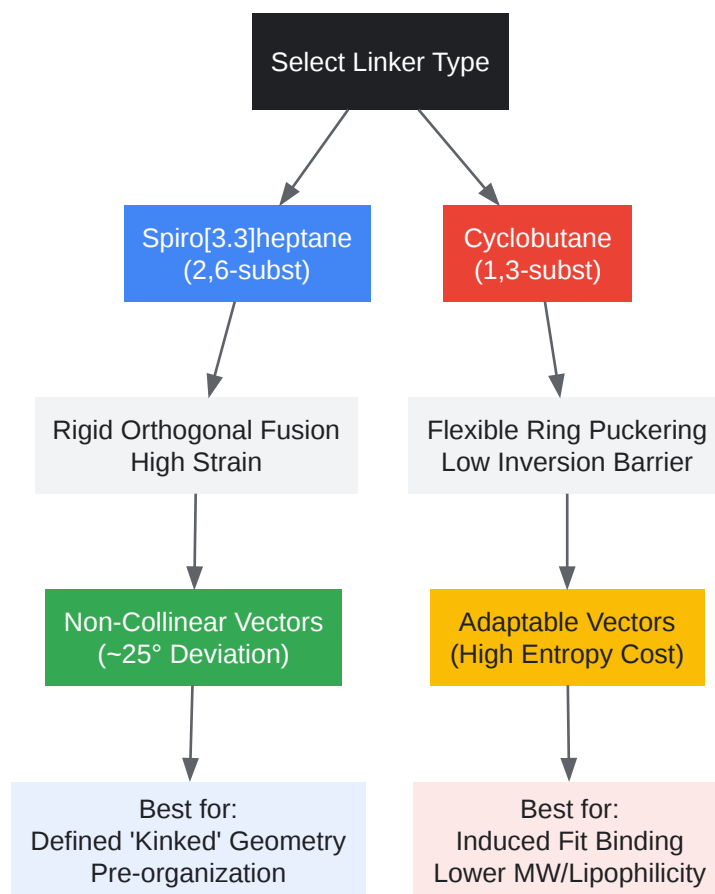 Select Linker Type
Spiro[3.3]heptane
(2,6-subst)
Cyclobutane
(1,3-subst)
Rigid Orthogonal Fusion
High Strain
Flexible Ring Puckering
Low Inversion Barrier
Non-Collinear Vectors
(~25° Deviation)
Adaptable Vectors
(High Entropy Cost)
Best for:
Defined 'Kinked' Geometry
Pre-organization
Best for:
Induced Fit Binding
Lower MW/Lipophilicity